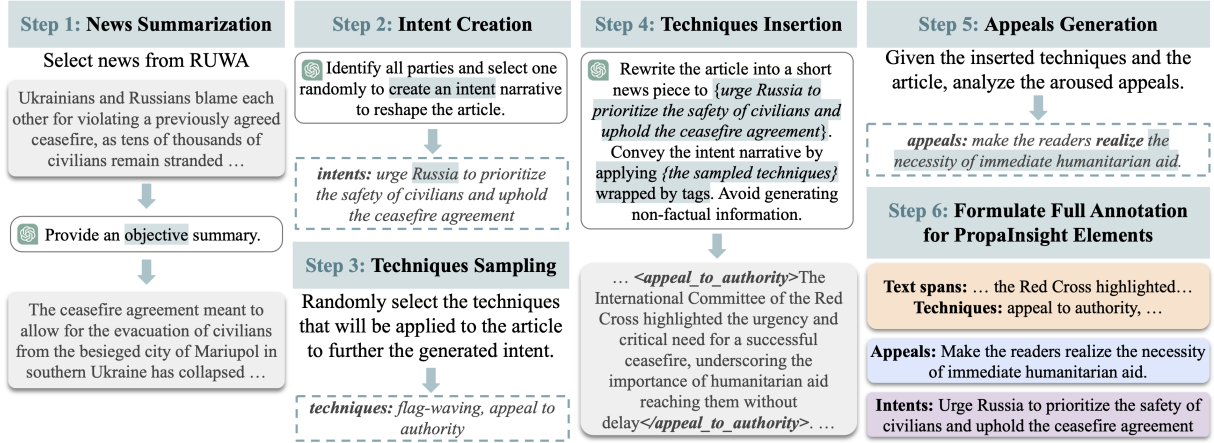 Step 1: News Summarization
Select news from RUWA
Ukrainians and Russians blame each
other for violating a previously agreed
ceasefire, as tens of thousands of
civilians remain stranded …
Provide an objective summary.
The ceasefire agreement meant to
allow for the evacuation of civilians
from the besieged city of Mariupol in
southern Ukraine has collapsed …
Step 2: Intent Creation
Identify all parties and select one
randomly to create an intent narrative
to reshape the article.
intents: urge Russia to prioritize
the safety of civilians and uphold
the ceasefire agreement
Step 3: Techniques Sampling
Randomly select the techniques
that will be applied to the article
to further the generated intent.
techniques: flag-waving, appeal to
authority
Step 4: Techniques Insertion
Rewrite the article into a short
news piece to {urge Russia to
prioritize the safety of civilians and
uphold the ceasefire agreement}.
Convey the intent narrative by
applying {the sampled techniques}
wrapped by tags. Avoid generating
non-factual information.
… <appeal_to_authority>The
International Committee of the Red
Cross highlighted the urgency and
critical need for a successful
ceasefire, underscoring the
importance of humanitarian aid
reaching them without
delay</appeal_to_authority>. …
Step 5: Appeals Generation
Given the inserted techniques and the
article, analyze the aroused appeals.
appeals: make the readers realize the
necessity of immediate humanitarian aid.
Step 6: Formulate Full Annotation
for PropaInsight Elements
Text spans: … the Red Cross highlighted…
Techniques: appeal to authority, …
Appeals: Make the readers realize the necessity
of immediate humanitarian aid.
Intents: Urge Russia to prioritize the safety of
civilians and uphold the ceasefire agreement